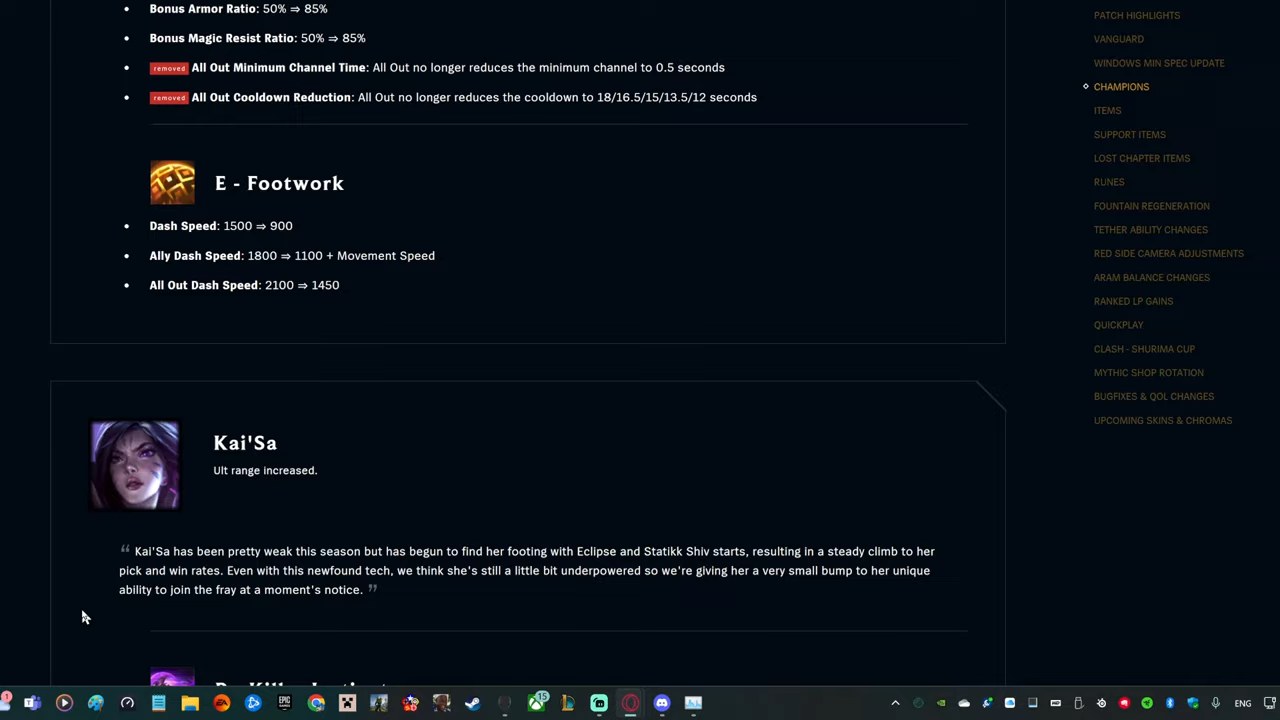 Bonus Armor Ratio: 50% ⇒ 85%
Bonus Magic Resist Ratio: 50% ⇒ 85%
removed All Out Minimum Channel Time: All Out no longer reduces the minimum channel to 0.5 seconds
removed All Out Cooldown Reduction: All Out no longer reduces the cooldown to 18/16.5/15/13.5/12 seconds
E - Footwork
Dash Speed: 1500 ⇒ 900
Ally Dash Speed: 1800 ⇒ 1100 + Movement Speed
All Out Dash Speed: 2100 ⇒ 1450
Kai'Sa
Ult range increased.
“ Kai'Sa has been pretty weak this season but has begun to find her footing with Eclipse and Statikk Shiv starts, resulting in a steady climb to her
pick and win rates. Even with this newfound tech, we think she's still a little bit underpowered so we're giving her a very small bump to her unique
ability to join the fray at a moment's notice. ”
PATCH HIGHLIGHTS
VANGUARD
WINDOWS MIN SPEC UPDATE
CHAMPIONS
ITEMS
SUPPORT ITEMS
LOST CHAPTER ITEMS
RUNES
FOUNTAIN REGENERATION
TETHER ABILITY CHANGES
RED SIDE CAMERA ADJUSTMENTS
ARAM BALANCE CHANGES
RANKED LP GAINS
QUICKPLAY
CLASH - SHURIMA CUP
MYTHIC SHOP ROTATION
BUGFIXES & QOL CHANGES
UPCOMING SKINS & CHROMAS
1
EA
EPIC
15
ENG